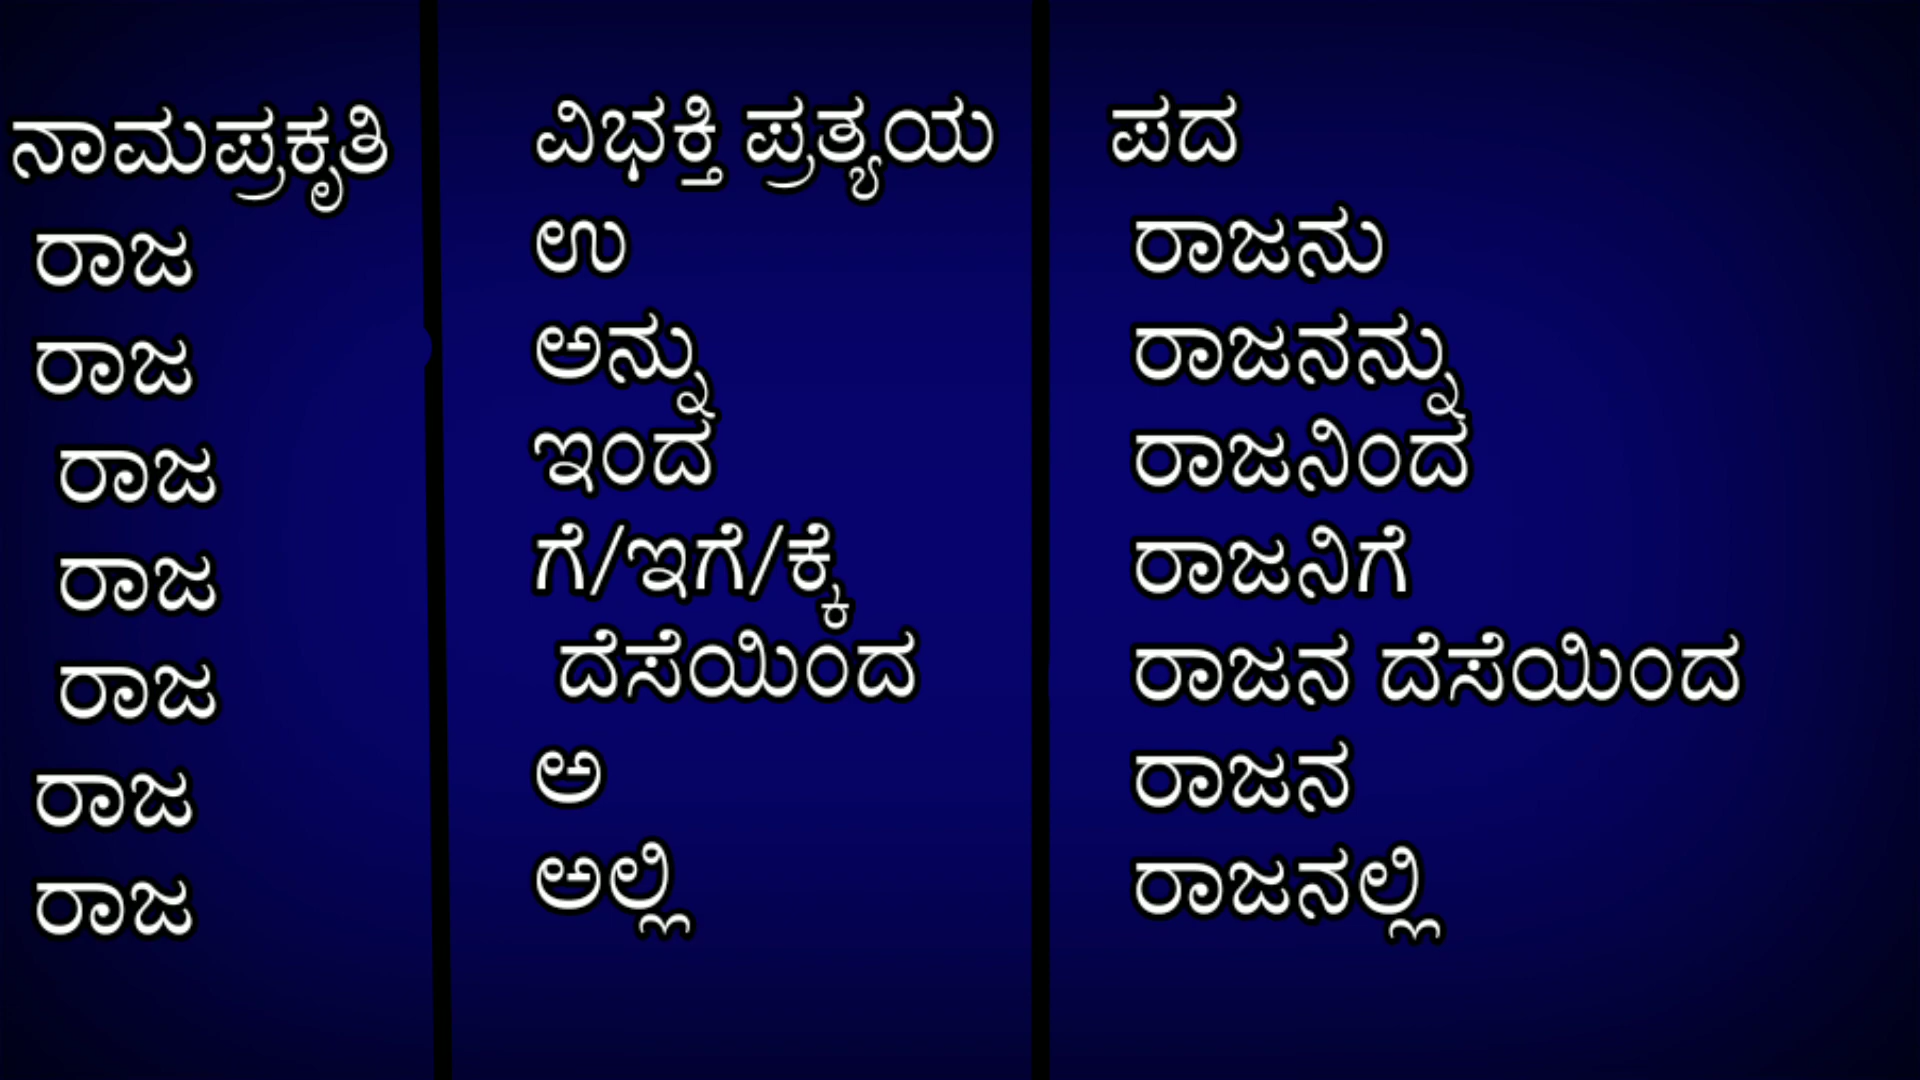 ನಾಮಪ್ರಕೃತಿ ವಿಭಕ್ತಿ ಪ್ರತ್ಯಯ ಪದ
ರಾಜ ಉ ರಾಜನು
ರಾಜ ಅನ್ನು ರಾಜನನ್ನು
ರಾಜ ಇಂದ ರಾಜನಿಂದ
ರಾಜ ಗೆ/ಇಗೆ/ಕ್ಕೆ ರಾಜನಿಗೆ
ರಾಜ ದೆಸೆಯಿಂದ ರಾಜನ ದೆಸೆಯಿಂದ
ರಾಜ ಅ ರಾಜನ
ರಾಜ ಅಲ್ಲಿ ರಾಜನಲ್ಲಿ